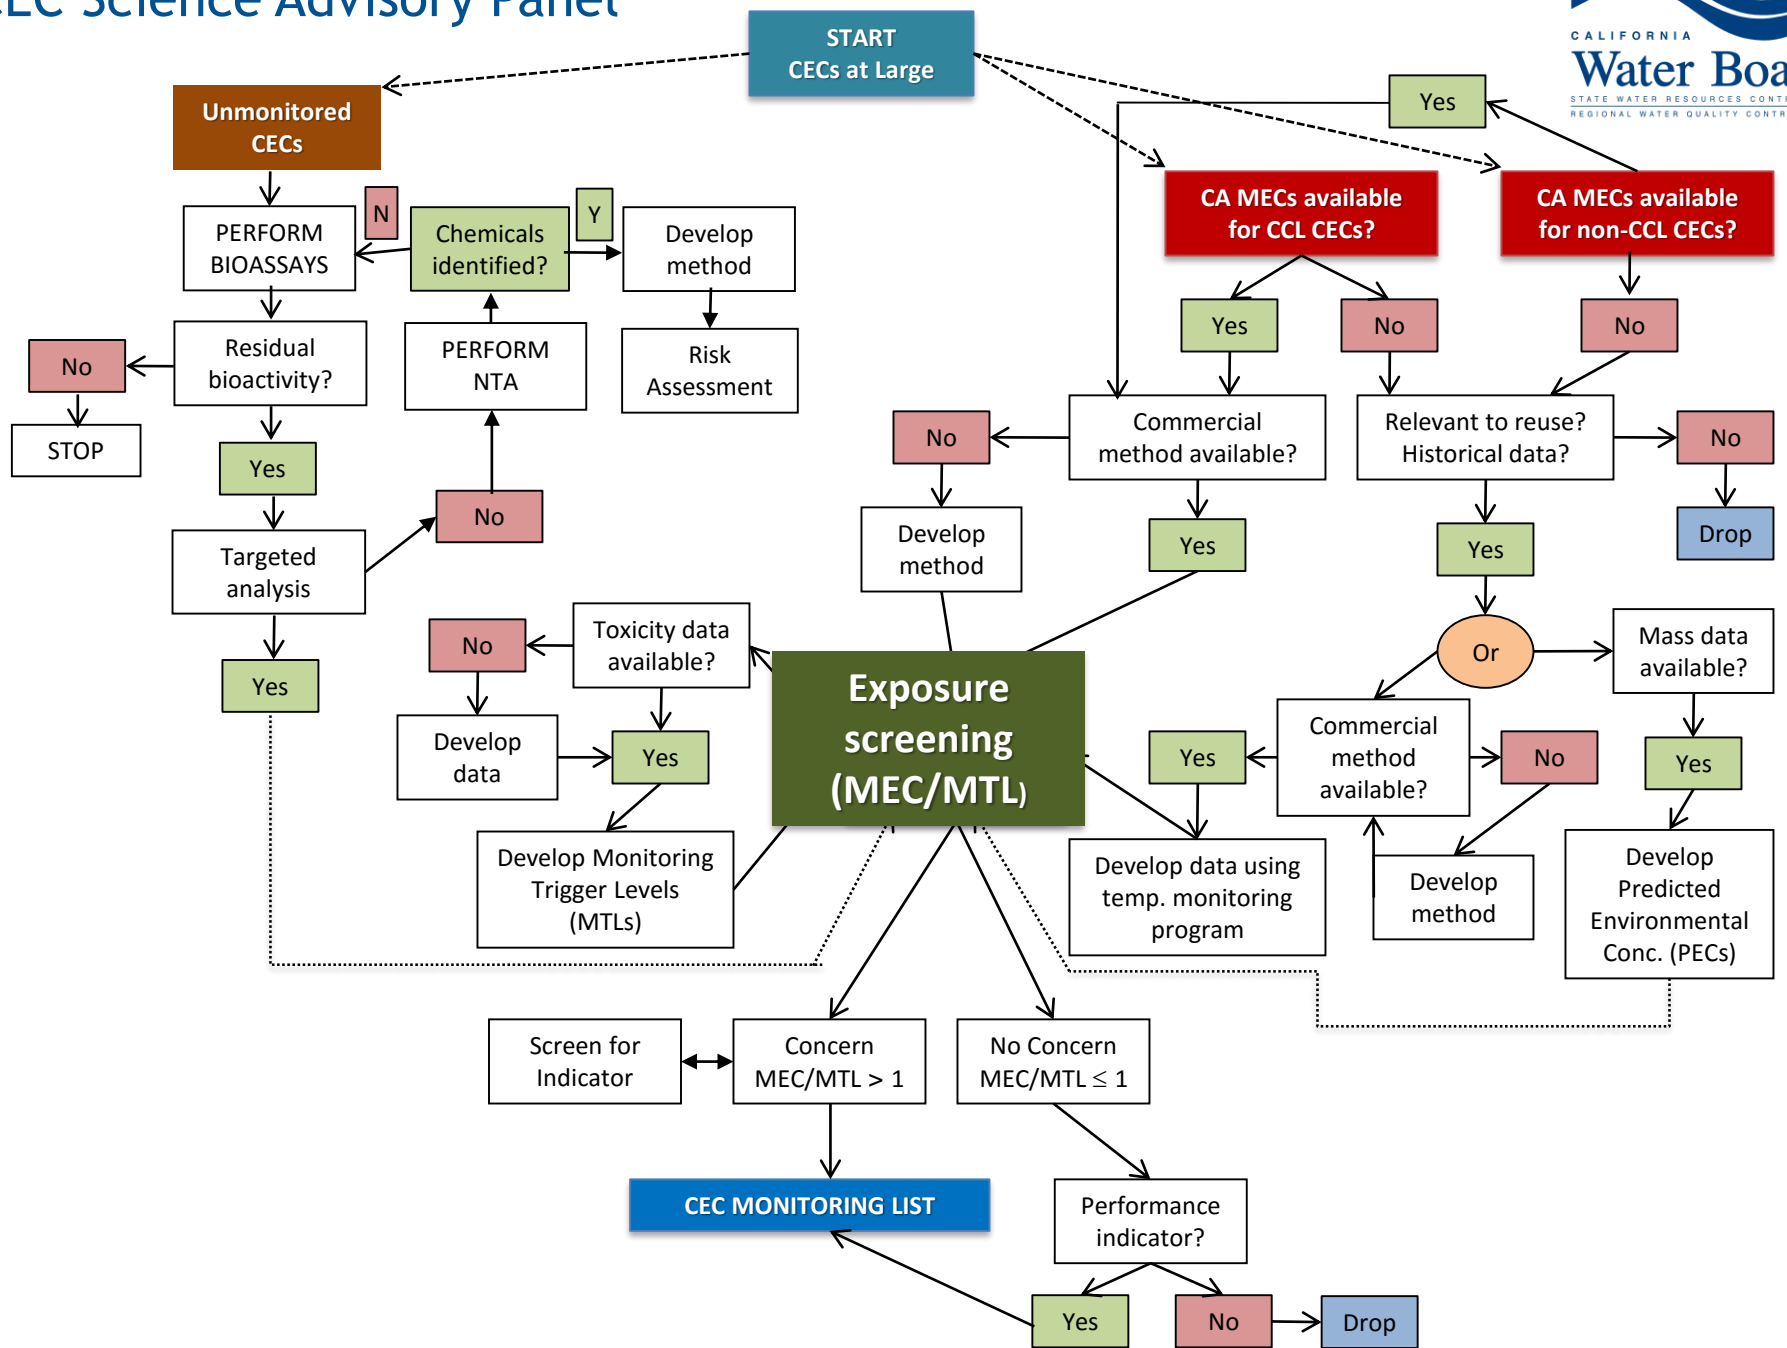 CEC Science Advisory Panel
CALIFORNIA
Water Boa
STATE WATER RESOURCES CONT
REGIONAL WATER QUALITY CONTR
START
CECs at Large
Unmonitored
CECs
Yes
CA MECs available
for CCL CECs?
CA MECs available
for non-CCL CECs?
N
Y
PERFORM
BIOASSAYS
Chemicals
identified?
Develop
method
Yes
No
No
No
Residual
bioactivity?
PERFORM
NTA
Risk
Assessment
STOP
Commercial
method available?
Relevant to reuse?
Historical data?
No
No
Yes
No
Develop
method
Yes
Yes
Drop
Targeted
analysis
Yes
No
Toxicity data
available?
Or
Mass data
available?
Exposure
screening
(MEC/MTL)
Develop
data
Yes
Yes
Commercial
method
available?
No
Yes
Develop Monitoring
Trigger Levels
(MTLs)
Develop data using
temp. monitoring
program
Develop
method
Develop
Predicted
Environmental
Conc. (PECs)
Screen for
Indicator
Concern
MEC/MTL > 1
No Concern
MEC/MTL ≤ 1
CEC MONITORING LIST
Performance
indicator?
Yes
No
Drop